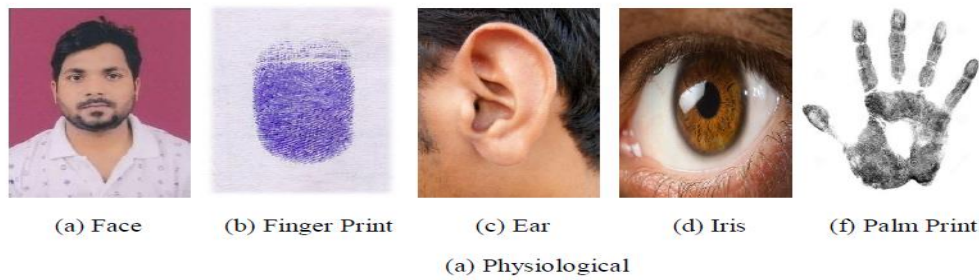 (a) Face (b) Finger Print (c) Ear (d) Iris (f) Palm Print
(a) Physiological